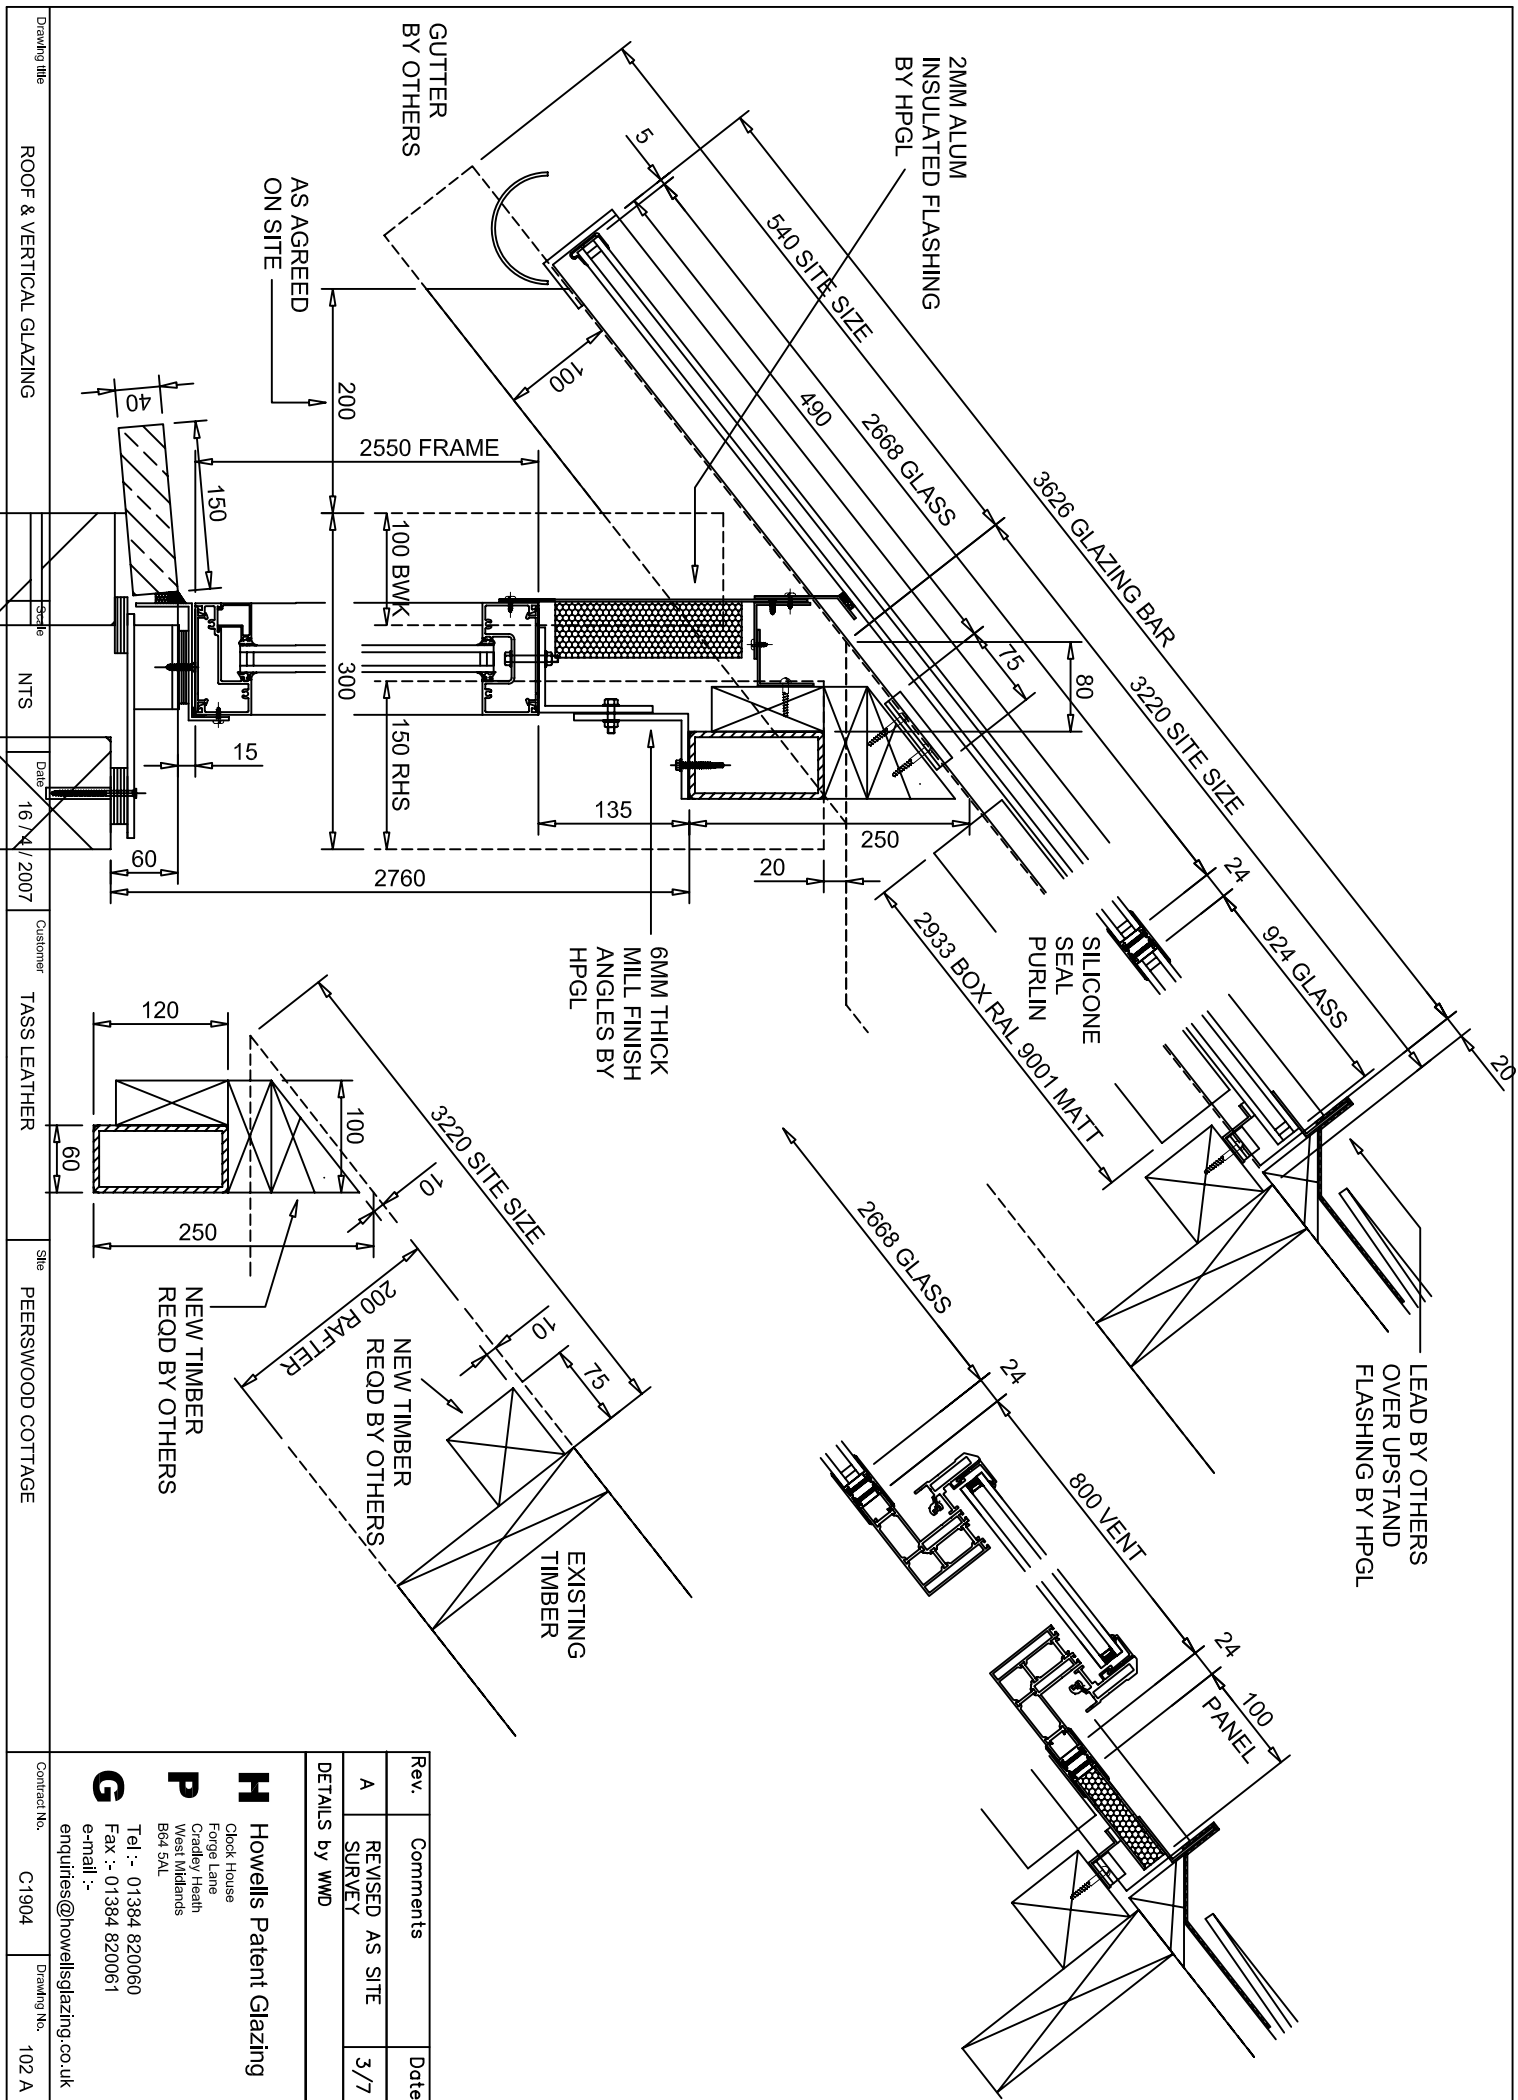 2MM ALUM
INSULATED FLASHING
BY HPGL
GUTTER
BY OTHERS
AS AGREED
ON SITE
5
540 SITE SIZE
490
2668 GLASS
3626 GLAZING BAR
3220 SITE SIZE
75
80
24
924 GLASS
20
LEAD BY OTHERS
OVER UPSTAND
FLASHING BY HPGL
SILICONE
SEAL
PURLIN
2933 BOX RAL 9001 MATT
100
200
2550 FRAME
40
150
100 BWK
300
150 RHS
15
60
135
250
20
2760
6MM THICK
MILL FINISH
ANGLES BY
HPGL
2668 GLASS
24
800 VENT
24
100
PANEL
120
100
60
250
3220 SITE SIZE
10
200 RAFTER
10
75
NEW TIMBER
REQD BY OTHERS
NEW TIMBER
REQD BY OTHERS
EXISTING
TIMBER
Rev. Comments Date
A REVISED AS SITE 3/7
SURVEY
DETAILS by WWD
H Howells Patent Glazing
P
G
Clock House
Forge Lane
Cradley Heath
West Midlands
B64 5AL
Tel :- 01384 820060
Fax :- 01384 820061
e-mail :-
enquiries@howellsglazing.co.uk
Drawing title ROOF & VERTICAL GLAZING
Scale NTS
Date 16 / 4 / 2007
Customer TASS LEATHER
Site PEERSWOOD COTTAGE
Contract No. C1904
Drawing No. 102 A